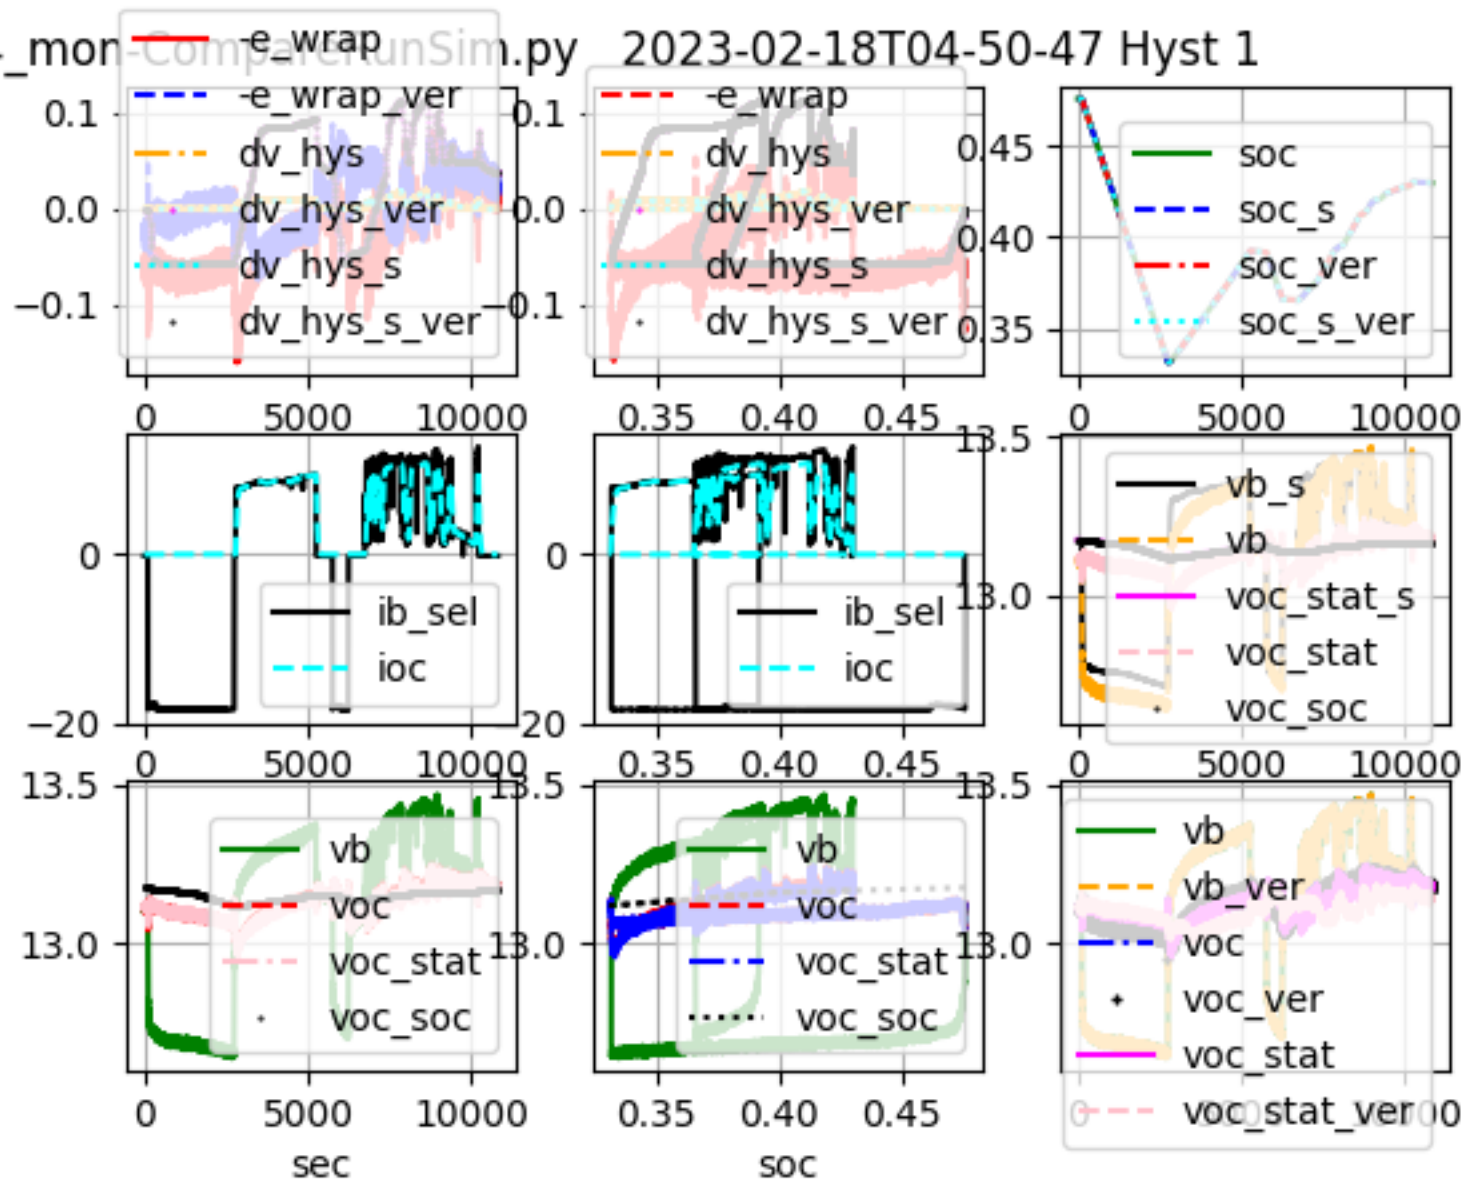 _mon-CompareRunSim.py 2023-02-18T04-50-47 Hyst 1
-e_wrap
-e_wrap_ver
dv_hys
dv_hys_ver
dv_hys_s
dv_hys_s_ver
0.1
0.0
−0.1
0 5000 10000
-e_wrap
dv_hys
dv_hys_ver
dv_hys_s
dv_hys_s_ver
0.1
0.0
−0.1
0.35 0.40 0.45
soc
soc_s
soc_ver
soc_s_ver
0.45
0.40
0.35
0 5000 10000
0
−20
ib_sel
ioc
0 5000 10000
0
20
ib_sel
ioc
0.35 0.40 0.45
13.5
13.0
vb_s
vb
voc_stat_s
voc_stat
voc_soc
0 5000 10000
13.5
13.0
vb
voc
voc_stat
voc_soc
0 5000 10000
sec
13.5
13.0
vb
voc
voc_stat
voc_soc
0.35 0.40 0.45
soc
13.5
13.0
vb
vb_ver
voc
voc_ver
voc_stat
voc_stat_ver
0 5000 10000